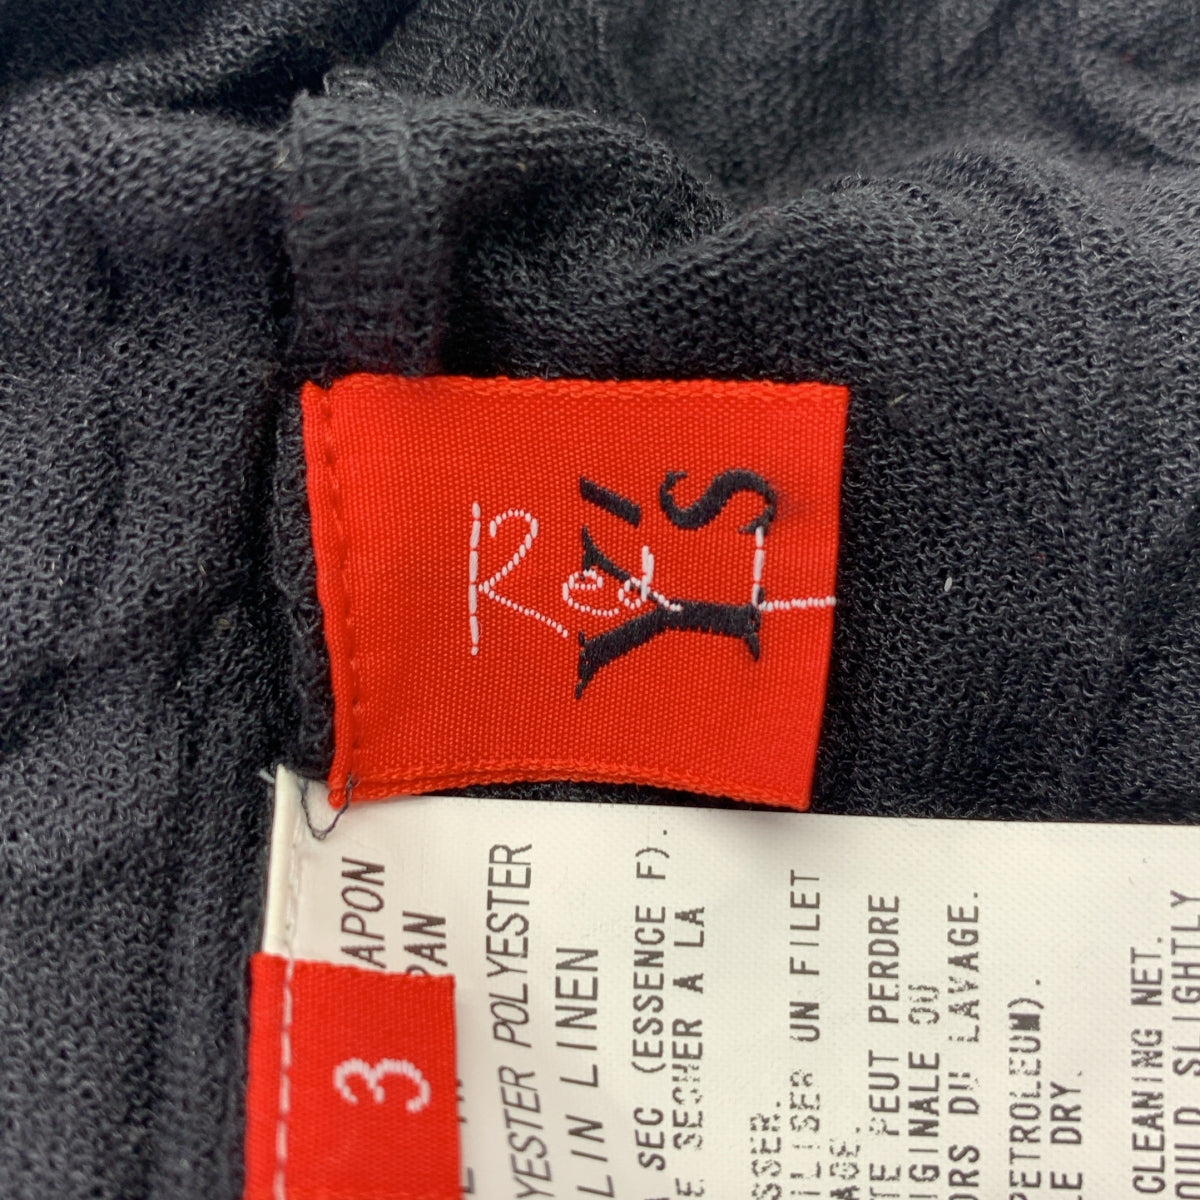 Red
Y's
L
3
APON
PAN
YESTER POLYESTER
LIN LINEN
SEC (ESSENCE F).
SECHER A LA
SSER.
ILISER UN FILET
AGE.
TE PEUT PERDRE
IGINALE OU
ORS DU LAVAGE.
PETROLEUM).
E DRY.
CLEANING NET.
OULD SLIGHTLY